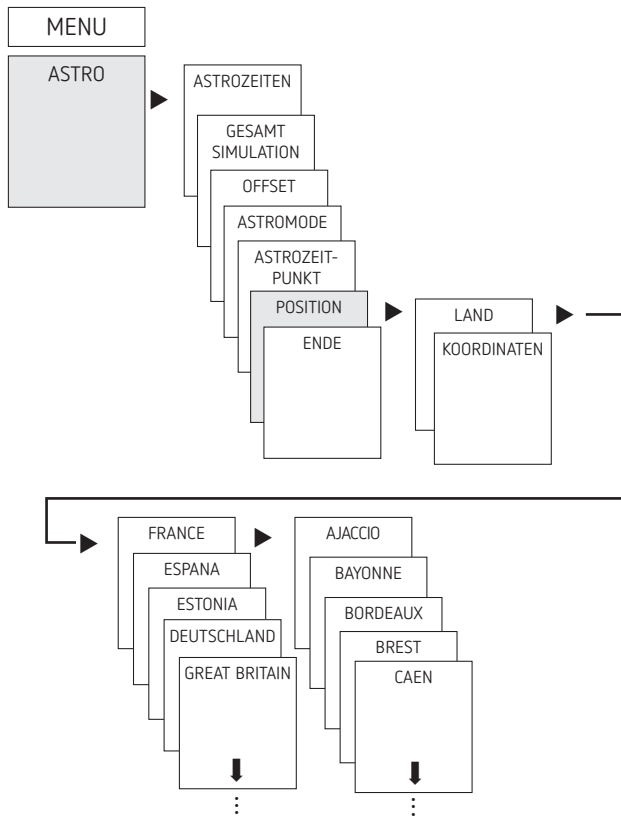 MENU
ASTRO
ASTROZEITEN
GESAMT
SIMULATION
OFFSET
ASTROMODE
ASTROZEIT-
PUNKT
POSITION
ENDE
LAND
KOORDINATEN
FRANCE
ESPANA
ESTONIA
DEUTSCHLAND
GREAT BRITAIN
AJACCIO
BAYONNE
BORDEAUX
BREST
CAEN